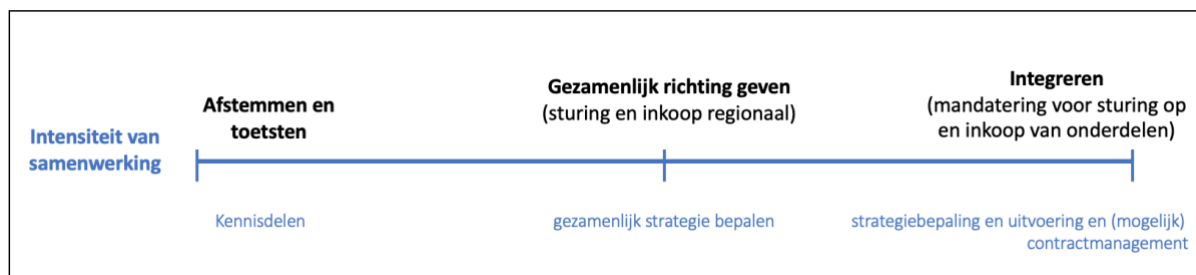 Intensiteit van
samenwerking
Afstemmen en
toetsten
Gezamenlijk richting geven
(sturing en inkoop regionaal)
Integreren
(mandatering voor sturing op
en inkoop van onderdelen)
Kennisdelen
gezamenlijk strategie bepalen
strategiebepaling en uitvoering en (mogelijk)
contractmanagement